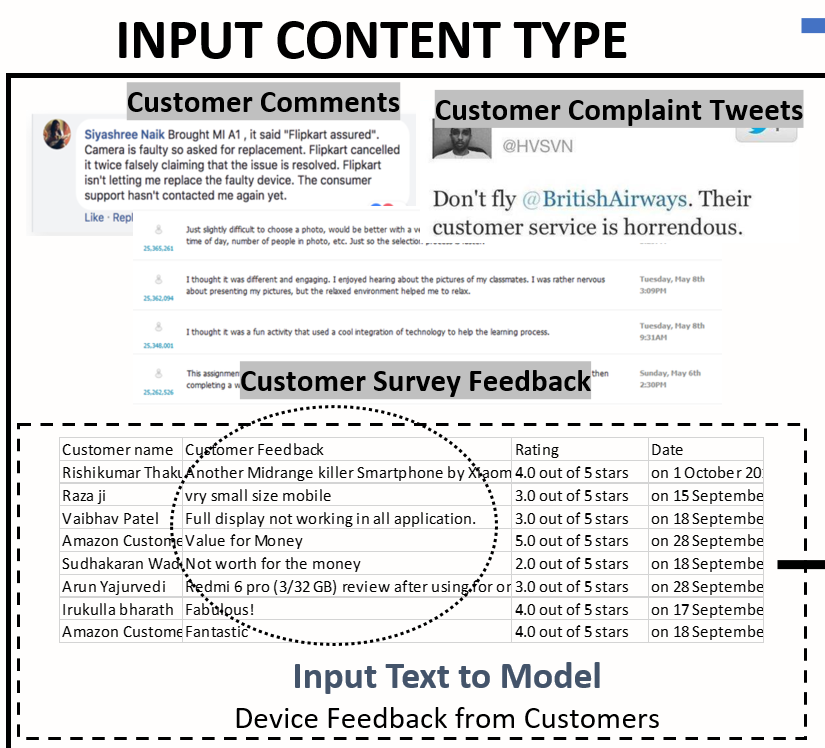 INPUT CONTENT TYPE
Customer Comments
Customer Complaint Tweets
Siyashree Naik Brought MI A1 , it said "Flipkart assured".
Camera is faulty so asked for replacement. Flipkart cancelled
it twice falsely claiming that the issue is resolved. Flipkart
isn't letting me replace the faulty device. The consumer
support hasn't contacted me again yet.
Like · Repl
@HVSVN
Don't fly @BritishAirways. Their
customer service is horrendous.
Just slightly difficult to choose a photo, would be better with a v
time of day, number of people in photo, etc. Just so the selection
25,365,261
I thought it was different and engaging. I enjoyed hearing about the pictures of my classmates. I was rather nervous
about presenting my pictures, but the relaxed environment helped me to relax.
25,362,094
Tuesday, May 8th
3:09PM
I thought it was a fun activity that used a cool integration of technology to help the learning process.
25,348,001
Tuesday, May 8th
9:31AM
This assignmen then
completing a w
25,262,526
Sunday, May 6th
2:30PM
Customer Survey Feedback
Customer name Customer Feedback Rating Date
Rishikumar Thaku Another Midrange killer Smartphone by Xiaom 4.0 out of 5 stars on 1 October 20
Raza ji vry small size mobile 3.0 out of 5 stars on 15 Septembe
Vaibhav Patel Full display not working in all application. 3.0 out of 5 stars on 18 Septembe
Amazon Custome Value for Money 5.0 out of 5 stars on 28 Septembe
Sudhakaran Wad Not worth for the money 2.0 out of 5 stars on 18 Septembe
Arun Yajurvedi Redmi 6 pro (3/32 GB) review after using for or 3.0 out of 5 stars on 28 Septembe
Irukulla bharath Fabulous! 4.0 out of 5 stars on 17 Septembe
Amazon Custome Fantastic 4.0 out of 5 stars on 18 Septembe
Input Text to Model
Device Feedback from Customers